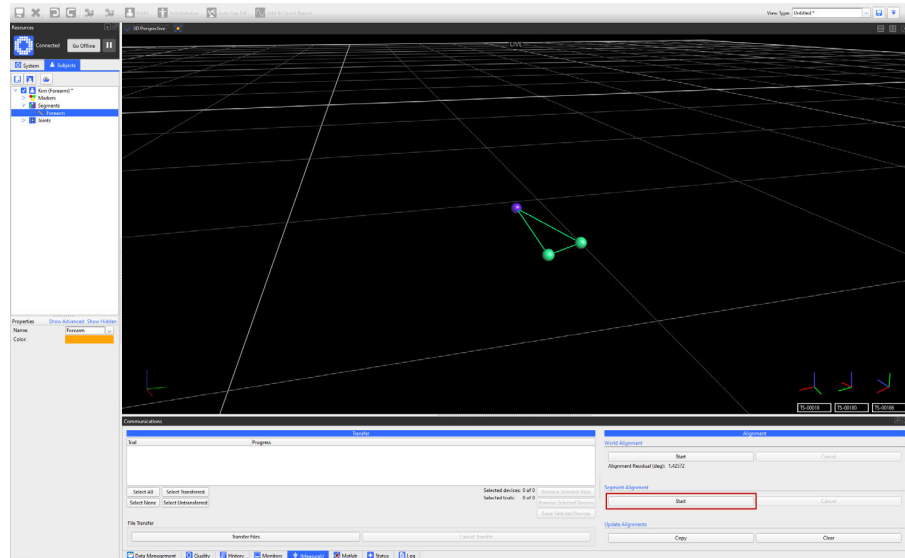 View Type: Untitled *
Resources
3D Perspective
Connected
Go Offline
LIVE
System
Subjects
Kim (Forearm) *
Markers
Segments
Forearm
Joints
Properties
Show Advanced
Show Hidden
Name:
Forearm
Color:
TS-00018
TS-00180
TS-00186
Communications
Transfer
Alignment
Trial
Progress
World Alignment
Start
Cancel
Alignment Residual (deg): 1.42572
Select All
Select Transferred
Selected devices: 0 of 0
Segment Alignment
Select None
Select Untransferred
Selected trials: 0 of 0
Start
Cancel
File Transfer
Update Alignments
Transfer Files
Cancel Transfer
Copy
Clear
Data Management
Quality
History
Monitors
Matlab
Status
Log